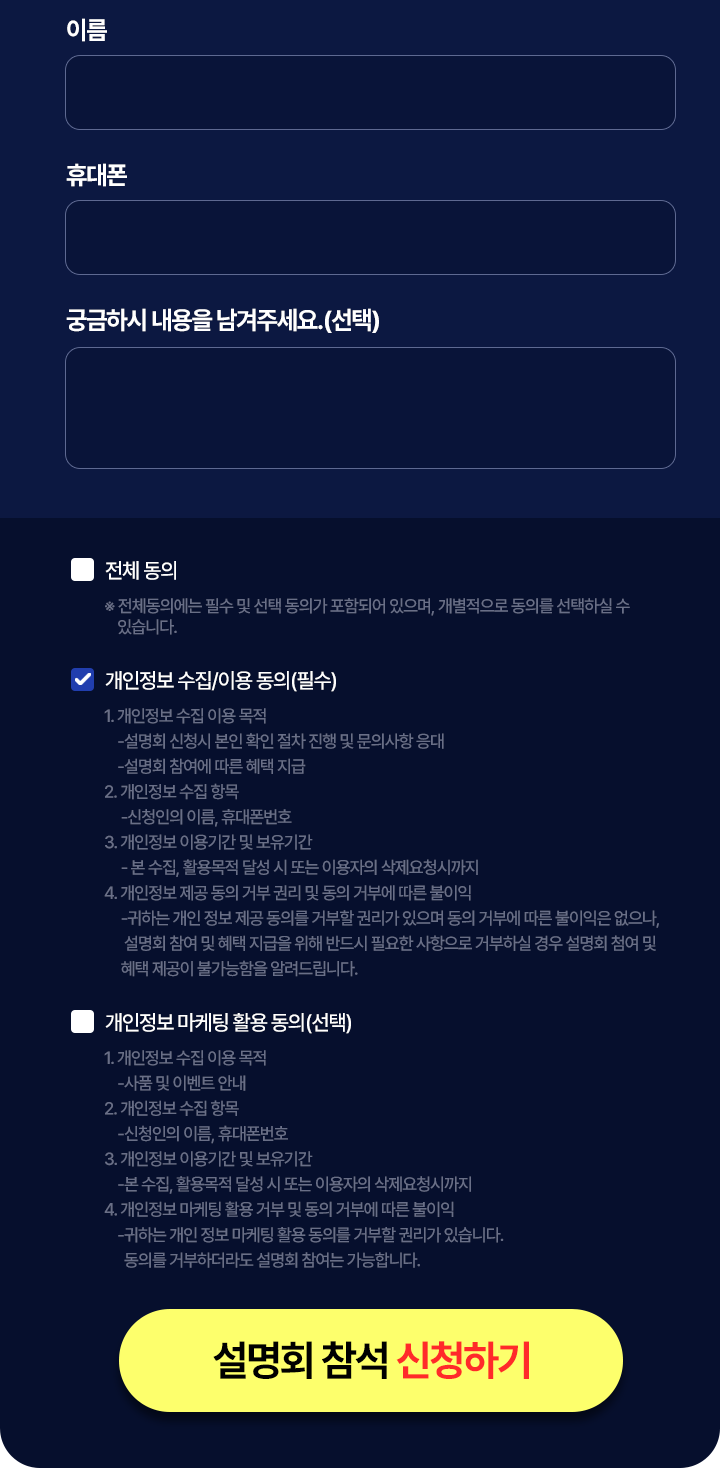 이름
휴대폰
궁금하시 내용을 남겨주세요.(선택)
전체 동의
※ 전체동의에는 필수 및 선택 동의가 포함되어 있으며, 개별적으로 동의를 선택하실 수
있습니다.
개인정보 수집/이용 동의(필수)
1. 개인정보 수집 이용 목적
-설명회 신청시 본인 확인 절차 진행 및 문의사항 응대
-설명회 참여에 따른 혜택 지급
2. 개인정보 수집 항목
-신청인의 이름, 휴대폰번호
3. 개인정보 이용기간 및 보유기간
- 본 수집, 활용목적 달성 시 또는 이용자의 삭제요청시까지
4. 개인정보 제공 동의 거부 권리 및 동의 거부에 따른 불이익
-귀하는 개인 정보 제공 동의를 거부할 권리가 있으며 동의 거부에 따른 불이익은 없으나,
설명회 참여 및 혜택 지급을 위해 반드시 필요한 사항으로 거부하실 경우 설명회 첨여 및
혜택 제공이 불가능함을 알려드립니다.
개인정보 마케팅 활용 동의(선택)
1. 개인정보 수집 이용 목적
-사품 및 이벤트 안내
2. 개인정보 수집 항목
-신청인의 이름, 휴대폰번호
3. 개인정보 이용기간 및 보유기간
-본 수집, 활용목적 달성 시 또는 이용자의 삭제요청시까지
4. 개인정보 마케팅 활용 거부 및 동의 거부에 따른 불이익
-귀하는 개인 정보 마케팅 활용 동의를 거부할 권리가 있습니다.
동의를 거부하더라도 설명회 참여는 가능합니다.
설명회 참석 신청하기